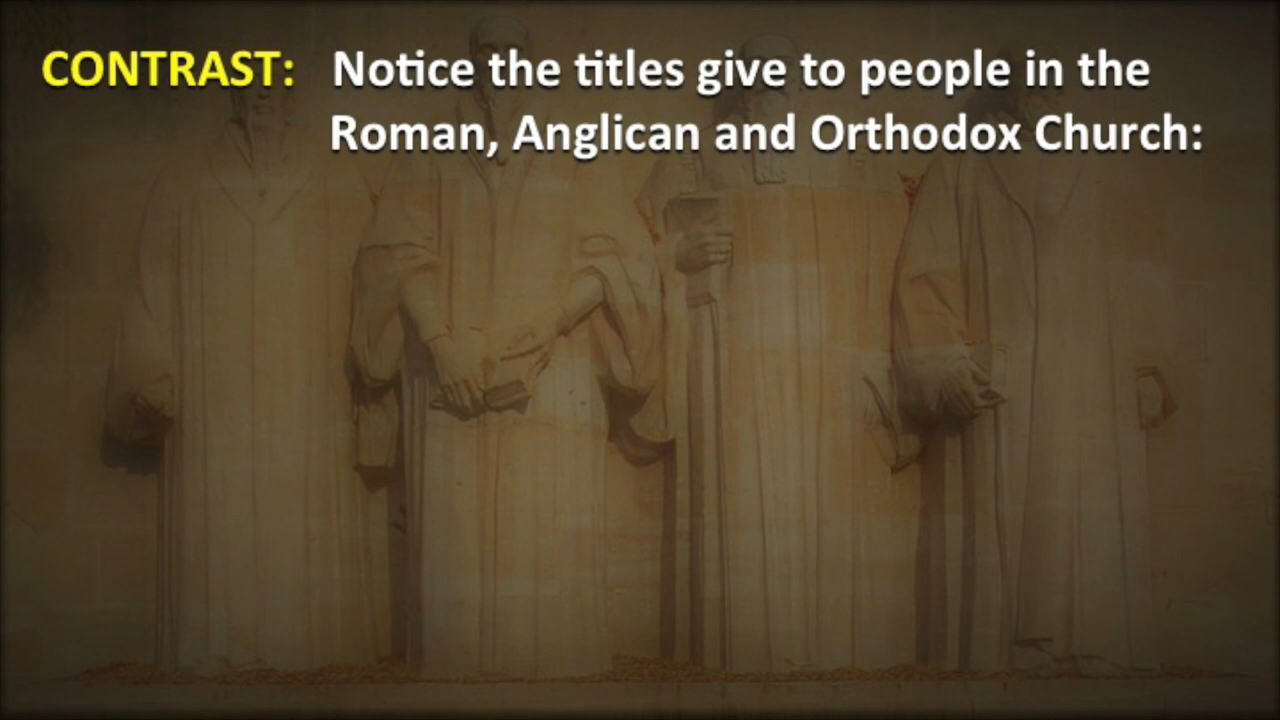 CONTRAST: Notice the titles give to people in the
Roman, Anglican and Orthodox Church: